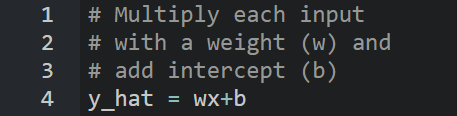 1 # Multiply each input
2 # with a weight (w) and
3 # add intercept (b)
4 y_hat = wx+b